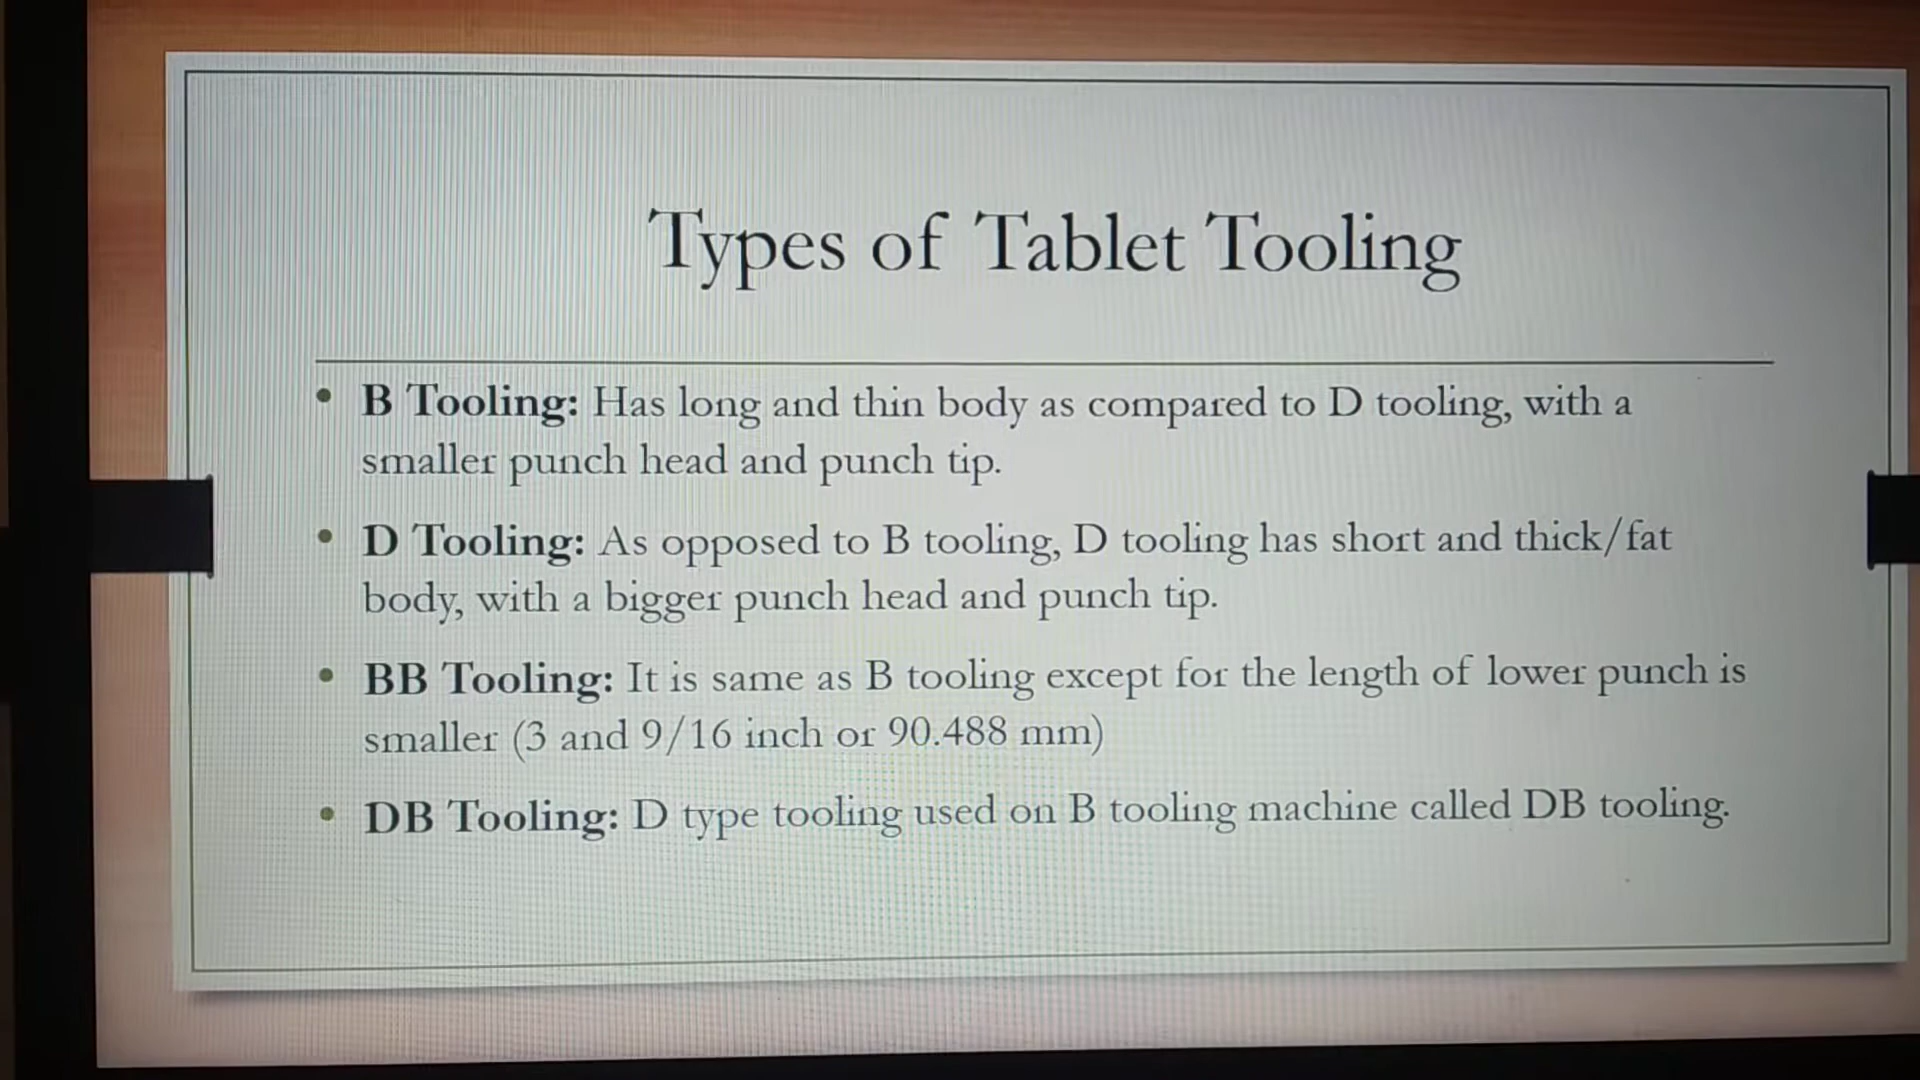 Types of Tablet Tooling
• B Tooling: Has long and thin body as compared to D tooling, with a
smaller punch head and punch tip.
• D Tooling: As opposed to B tooling, D tooling has short and thick/fat
body, with a bigger punch head and punch tip.
• BB Tooling: It is same as B tooling except for the length of lower punch is
smaller (3 and 9/16 inch or 90.488 mm)
• DB Tooling: D type tooling used on B tooling machine called DB tooling.